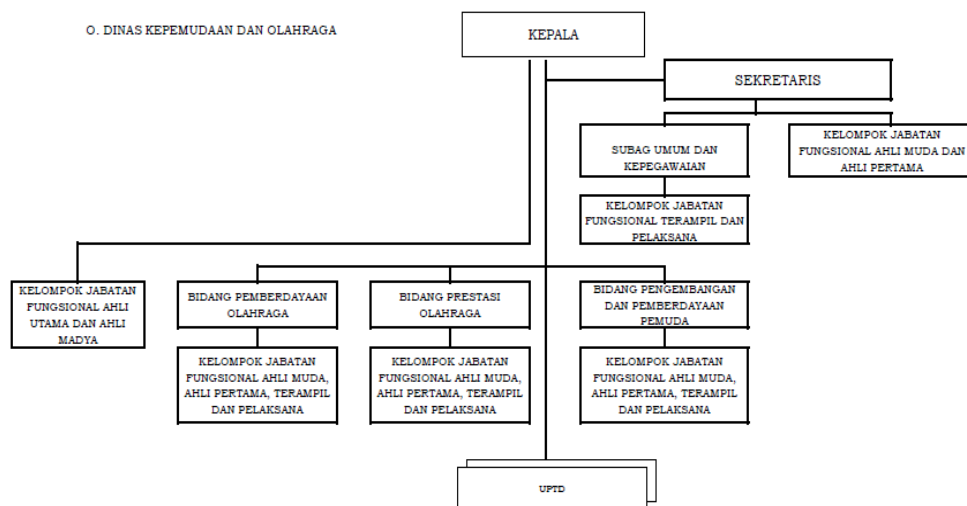 O. DINAS KEPEMUDAAN DAN OLAHRAGA
KEPALA
SEKRETARIS
SUBAG UMUM DAN
KEPEGAWAIAN
KELOMPOK JABATAN
FUNGSIONAL AHLI MUDA DAN
AHLI PERTAMA
KELOMPOK JABATAN
FUNGSIONAL TERAMPIL DAN
PELAKSANA
KELOMPOK JABATAN
FUNGSIONAL AHLI
UTAMA DAN AHLI
MADYA
BIDANG PEMBERDAYAAN
OLAHRAGA
BIDANG PRESTASI
OLAHRAGA
BIDANG PENGEMBANGAN
DAN PEMBERDAYAAN
PEMUDA
KELOMPOK JABATAN
FUNGSIONAL AHLI MUDA,
AHLI PERTAMA, TERAMPIL
DAN PELAKSANA
KELOMPOK JABATAN
FUNGSIONAL AHLI MUDA,
AHLI PERTAMA, TERAMPIL
DAN PELAKSANA
KELOMPOK JABATAN
FUNGSIONAL AHLI MUDA,
AHLI PERTAMA, TERAMPIL
DAN PELAKSANA
UPTD